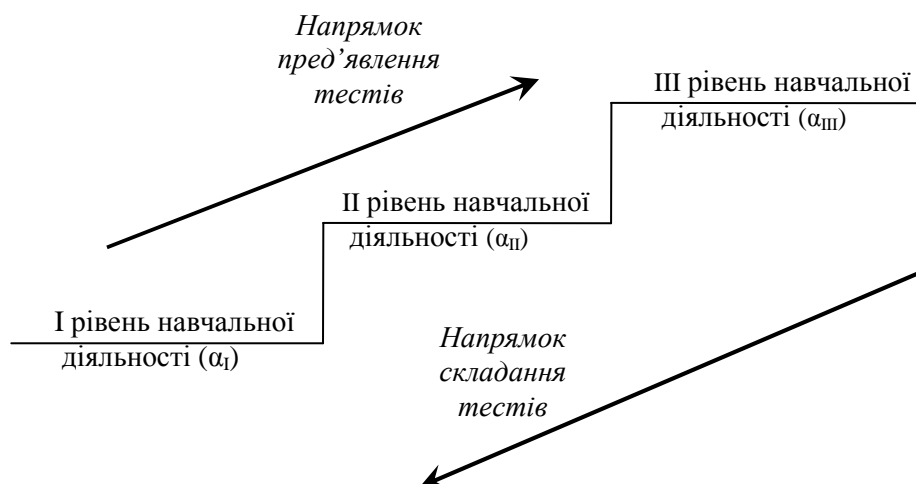 Напрямок
пред’явлення
тестів
III рівень навчальної
діяльності (αIII)
II рівень навчальної
діяльності (αII)
I рівень навчальної
діяльності (αI)
Напрямок
складання
тестів